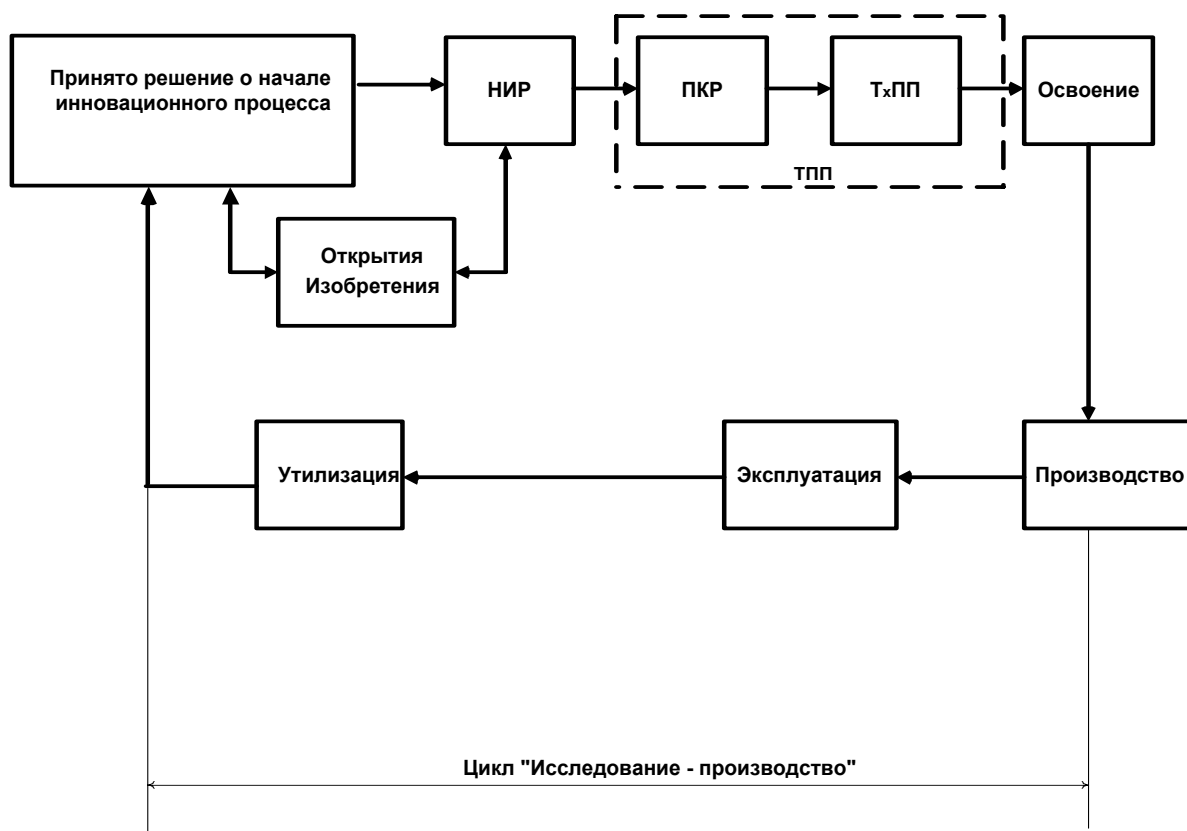 Принято решение о начале
инновационного процесса
НИР
ПКР
ТхПП
Освоение
ТПП
Открытия
Изобретения
Утилизация
Эксплуатация
Производство
Цикл "Исследование - производство"